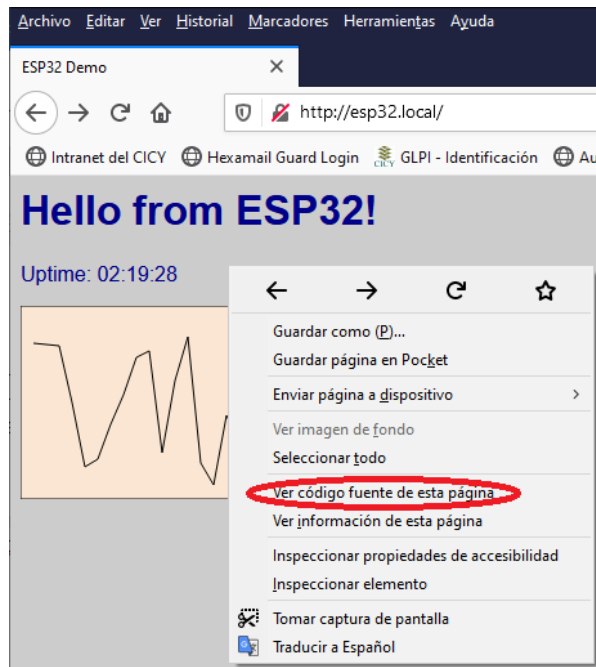 Archivo Editar Ver Historial Marcadores Herramientas Ayuda
ESP32 Demo
http://esp32.local/
Intranet del CICY Hexamail Guard Login CICY GLPI - Identificación Au
Hello from ESP32!
Uptime: 02:19:28
Guardar como (P)...
Guardar página en Pocket
Enviar página a dispositivo
Ver imagen de fondo
Seleccionar todo
Ver código fuente de esta página
Ver información de esta página
Inspeccionar propiedades de accesibilidad
Inspeccionar elemento
Tomar captura de pantalla
Traducir a Español